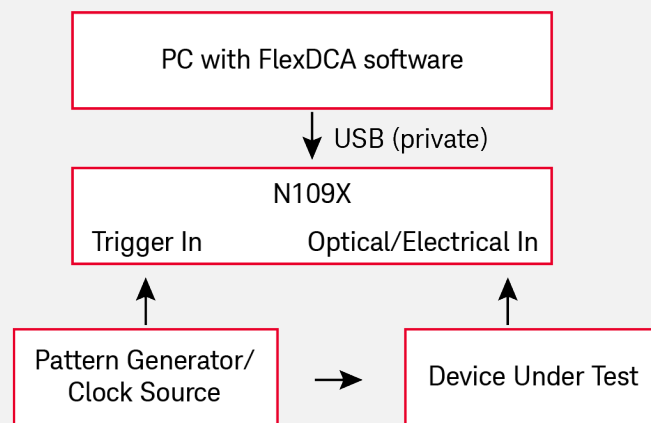 PC with FlexDCA software
USB (private)
N109X
Trigger In
Optical/Electrical In
Pattern Generator/
Clock Source
Device Under Test